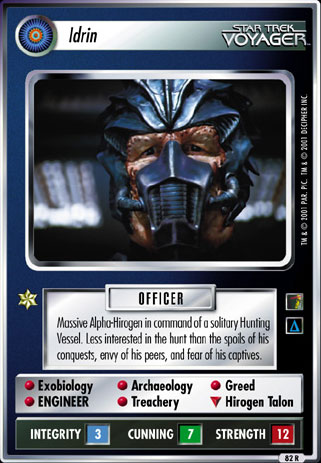 Idrin
STAR TREK
VOYAGER™
TM & © 2001 PAR. PIC. TM & © 2001 DECIPHER INC.
OFFICER
Massive Alpha-Hirogen in command of a solitary Hunting
Vessel. Less interested in the hunt than the spoils of his
conquests, envy of his peers, and fear of his captives.
Exobiology Archaeology Greed
ENGINEER Treachery Hirogen Talon
INTEGRITY 3 CUNNING 7 STRENGTH 12
82 R